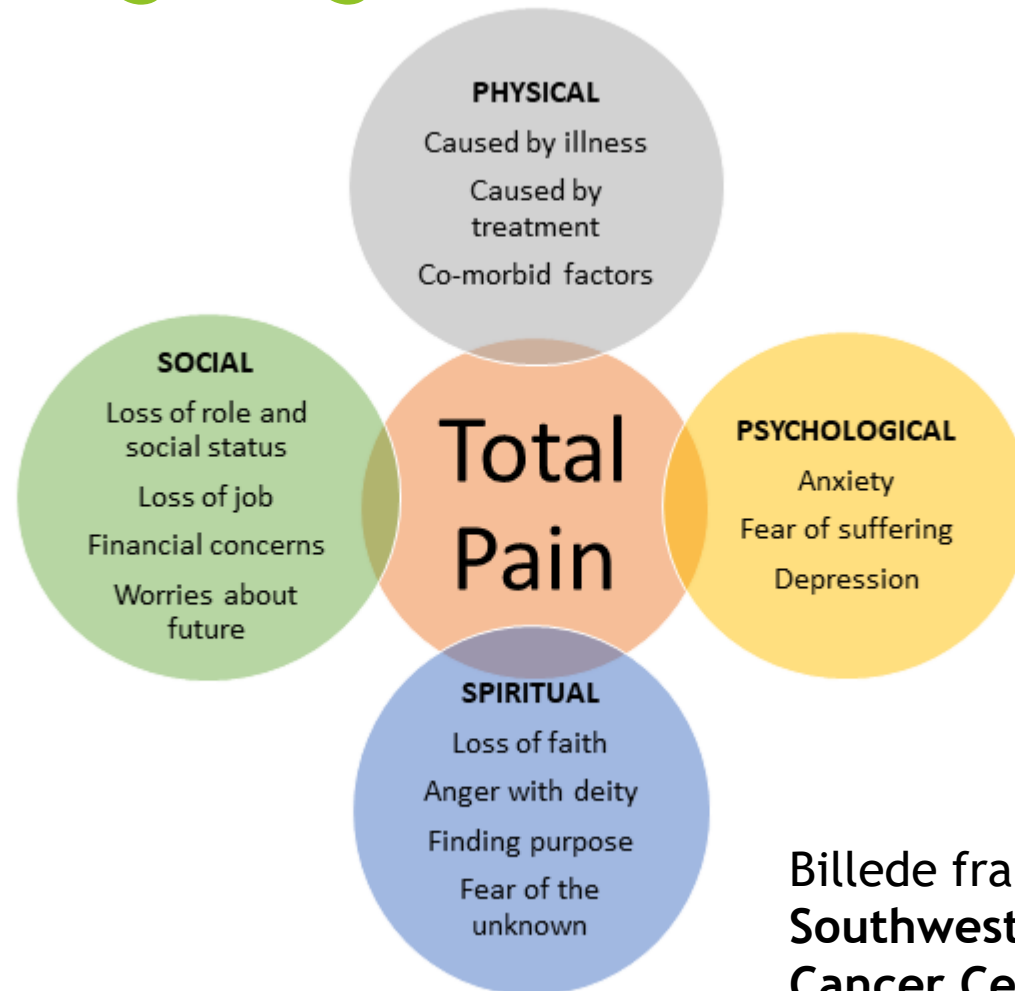 PHYSICAL
Caused by illness
Caused by
treatment
Co-morbid factors
SOCIAL
Loss of role and
social status
Loss of job
Financial concerns
Worries about
future
Total
Pain
PSYCHOLOGICAL
Anxiety
Fear of suffering
Depression
SPIRITUAL
Loss of faith
Anger with deity
Finding purpose
Fear of the
unknown
Billede fra
Southwest
Cancer